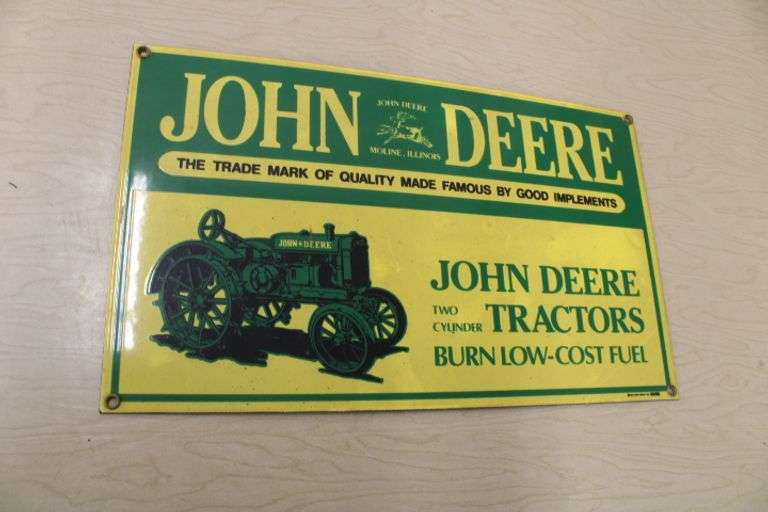 JOHN DEERE
JOHN DEERE
MOLINE, ILLINOIS
THE TRADE MARK OF QUALITY MADE FAMOUS BY GOOD IMPLEMENTS
JOHN DEERE
JOHN DEERE
TWO CYLINDER TRACTORS
BURN LOW-COST FUEL